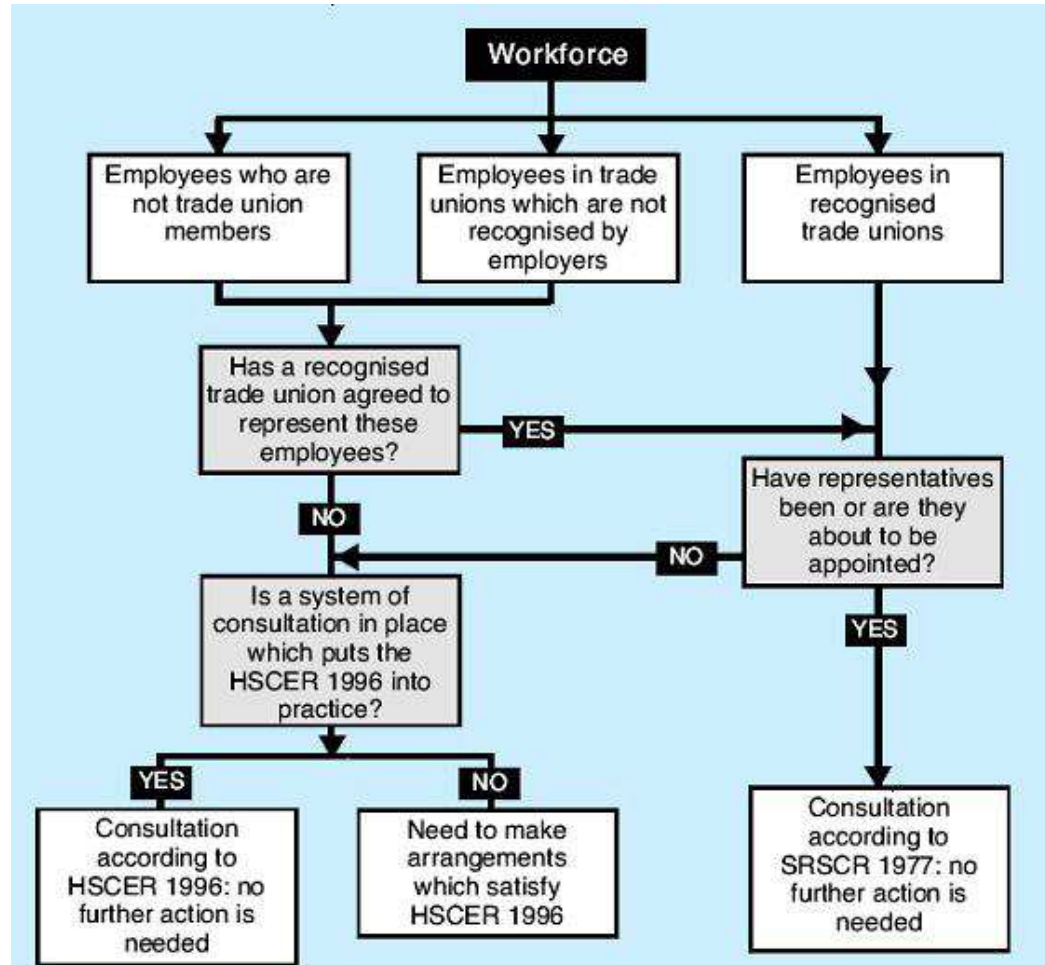 Workforce
Employees who are
not trade union
members
Employees in trade
unions which are not
recognised by
employers
Employees in
recognised
trade unions
Has a recognised
trade union agreed to
represent these
employees?
YES
Have representatives
been or are they
about to be
appointed?
NO
NO
Is a system of
consultation in place
which puts the
HSCER 1996 into
practice?
YES
YES
NO
Consultation
according to
HSCER 1996: no
further action is
needed
Need to make
arrangements
which satisfy
HSCER 1996
Consultation
according to
SRSCR 1977: no
further action is
needed